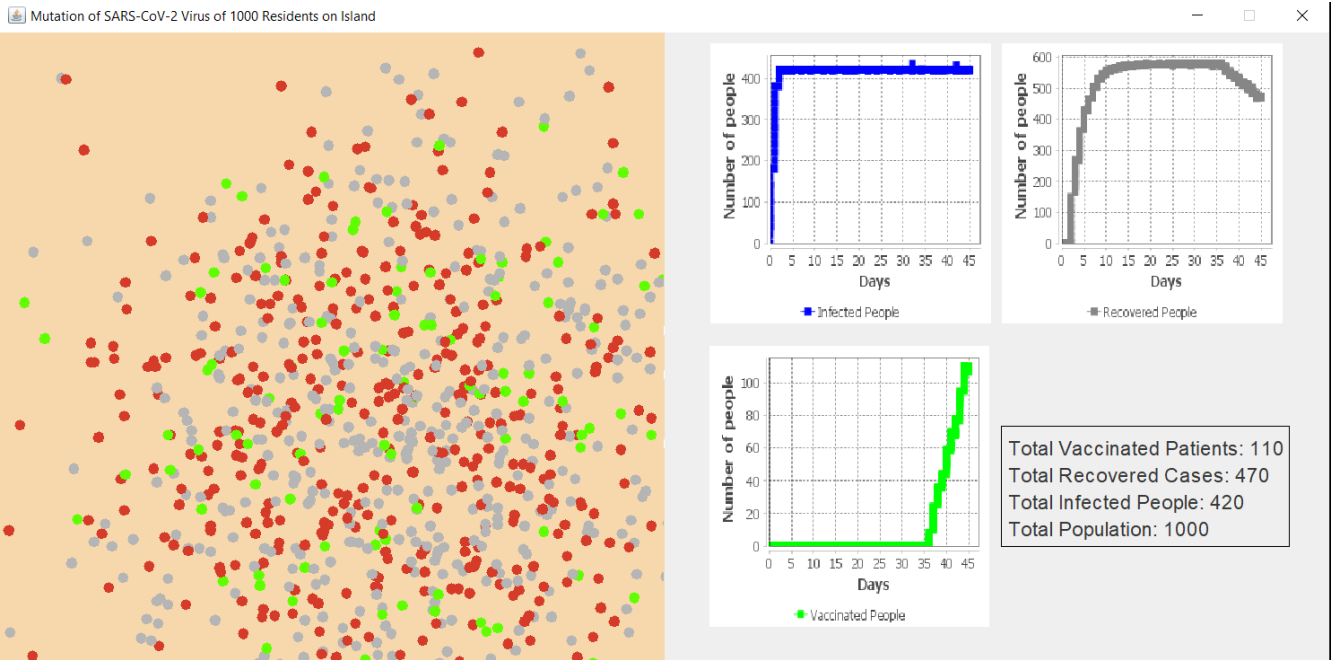 Mutation of SARS-CoV-2 Virus of 1000 Residents on Island
Number of people
400
300
200
100
0
0 5 10 15 20 25 30 35 40 45
Days
Infected People
Number of people
600
500
400
300
200
100
0
0 5 10 15 20 25 30 35 40 45
Days
Recovered People
Number of people
100
80
60
40
20
0
0 5 10 15 20 25 30 35 40 45
Days
Vaccinated People
Total Vaccinated Patients: 110
Total Recovered Cases: 470
Total Infected People: 420
Total Population: 1000